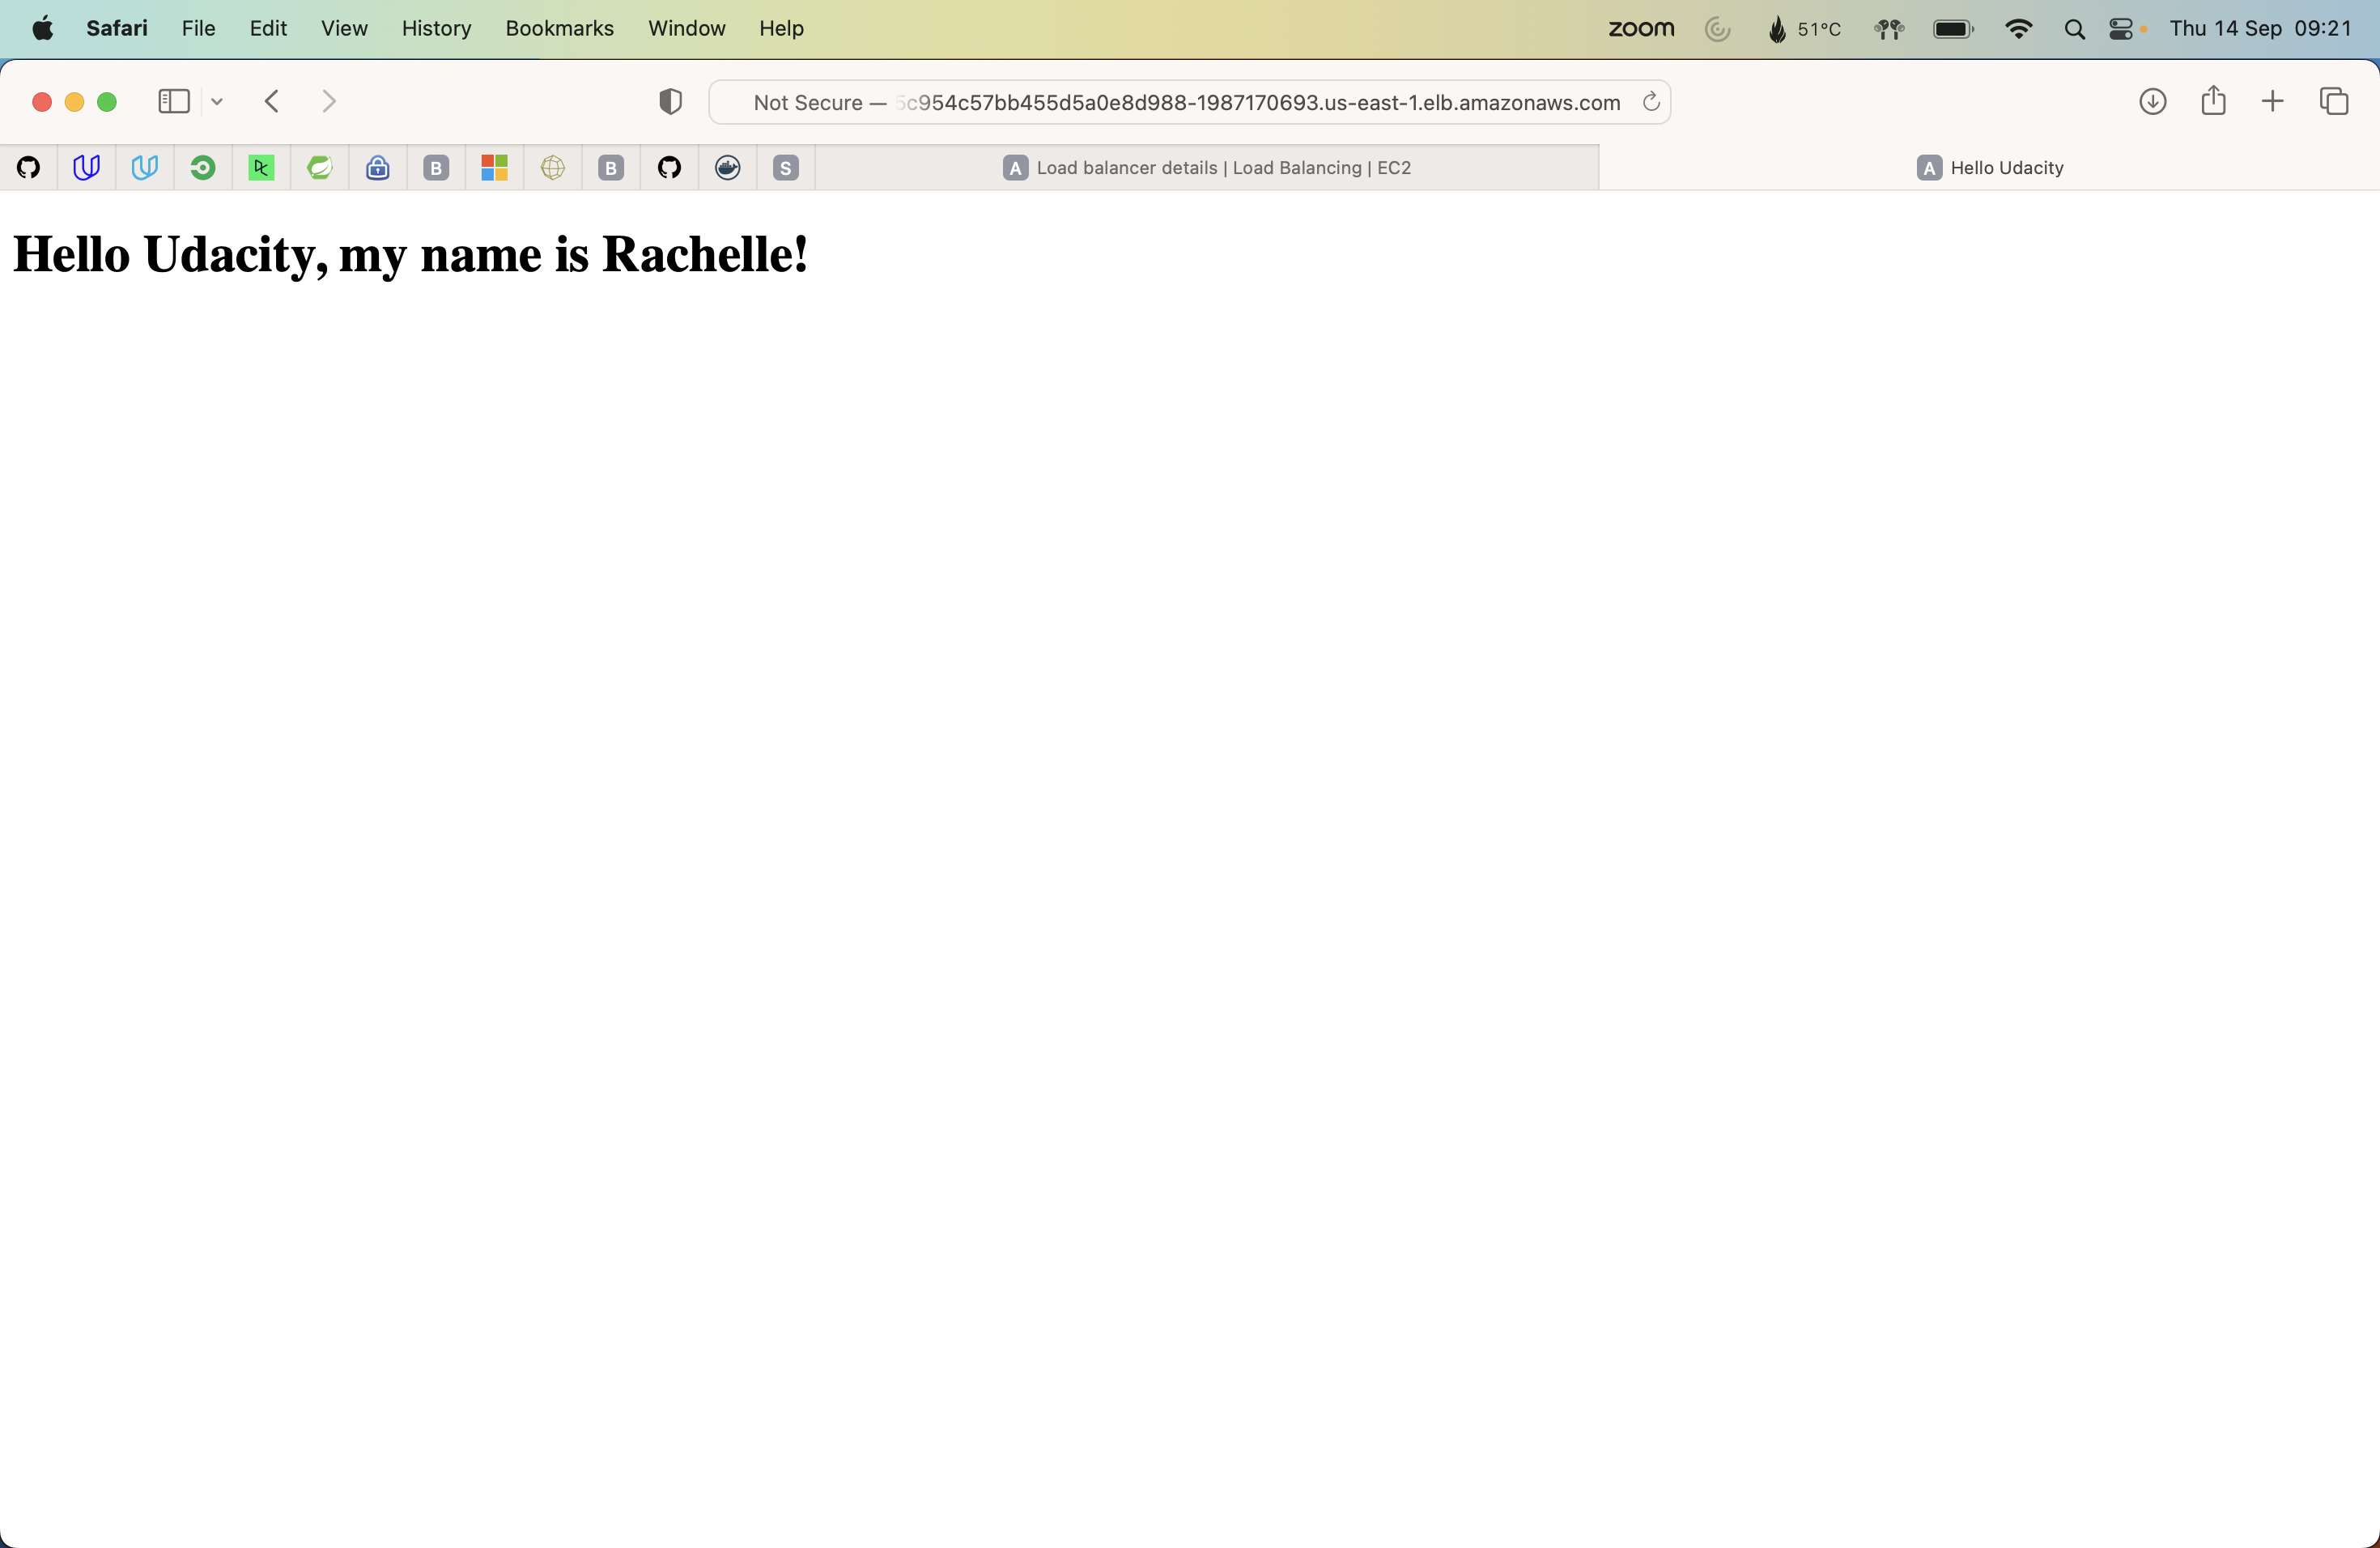 Safari File Edit View History Bookmarks Window Help zoom 51°C Thu 14 Sep 09:21
Not Secure — 5c954c57bb455d5a0e8d988-1987170693.us-east-1.elb.amazonaws.com
B B S A Load balancer details | Load Balancing | EC2 A Hello Udacity
Hello Udacity, my name is Rachelle!